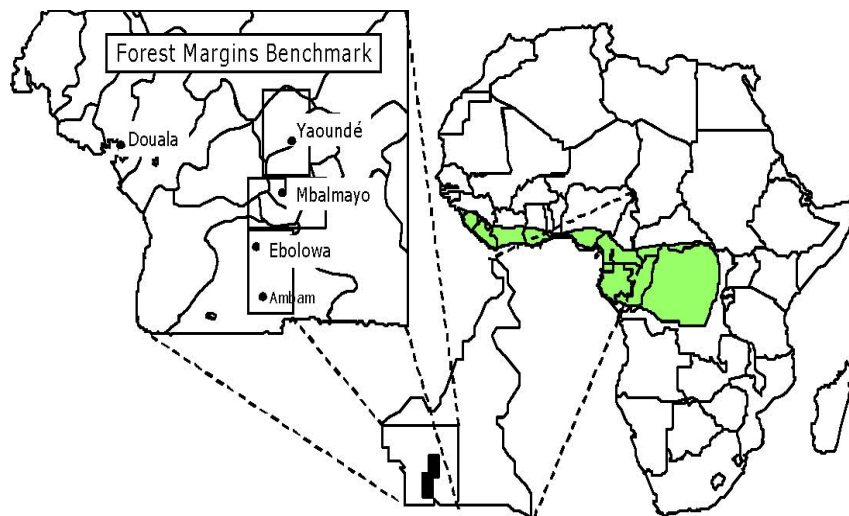 Forest Margins Benchmark
Douala
Yaoundé
Mbalmayo
Ebolowa
Ambam